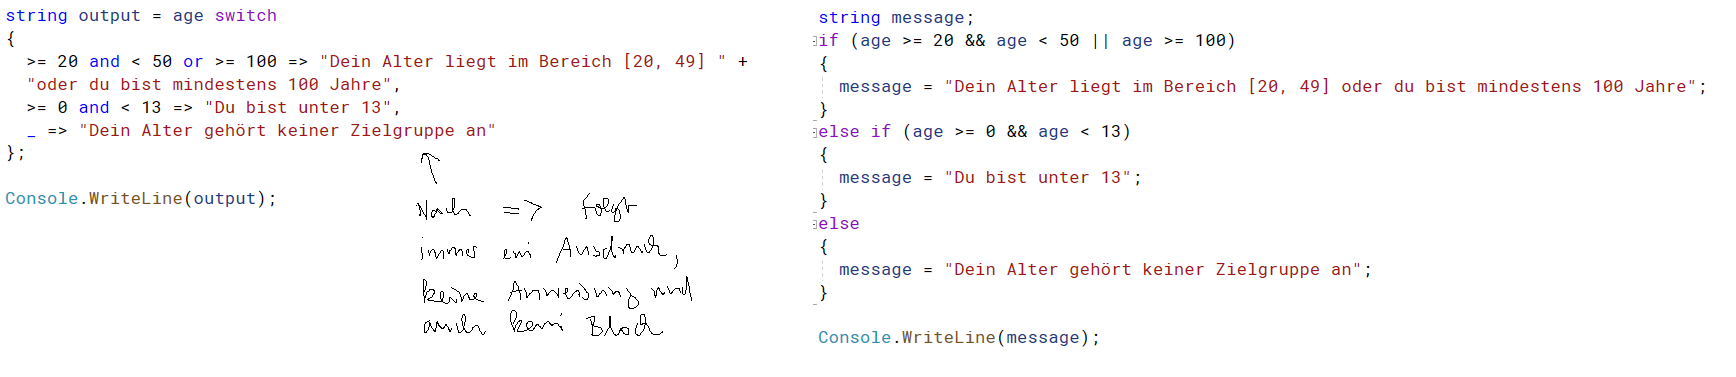 string output = age switch
{
>= 20 and < 50 or >= 100 => "Dein Alter liegt im Bereich [20, 49] " +
"oder du bist mindestens 100 Jahre",
>= 0 and < 13 => "Du bist unter 13",
_ => "Dein Alter gehört keiner Zielgruppe an"
};
Console.WriteLine(output);
Nach => folgt
immer ein Ausdruck,
keine Anweisung und
auch kein Block
string message;
if (age >= 20 && age < 50 || age >= 100)
{
message = "Dein Alter liegt im Bereich [20, 49] oder du bist mindestens 100 Jahre";
}
else if (age >= 0 && age < 13)
{
message = "Du bist unter 13";
}
else
{
message = "Dein Alter gehört keiner Zielgruppe an";
}
Console.WriteLine(message);